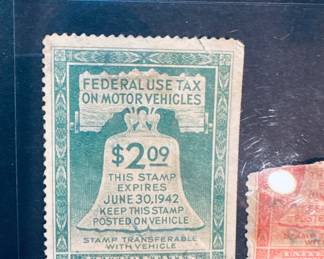 FEDERAL USE TAX
ON MOTOR VEHICLES
$2.09
THIS STAMP
EXPIRES
JUNE 30, 1942
KEEP THIS STAMP
POSTED ON VEHICLE
STAMP TRANSFERABLE
WITH VEHICLE